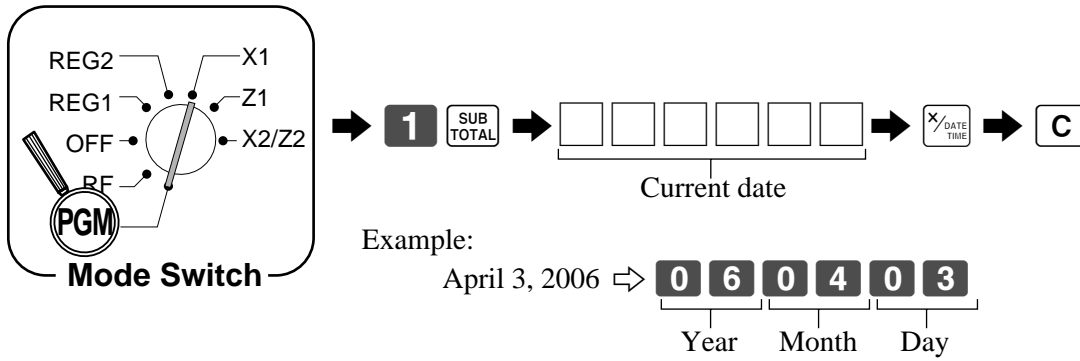 REG2
X1
REG1
Z1
OFF
X2/Z2
RF
PGM
Mode Switch
1 SUB TOTAL
X/DATE TIME
C
Current date
Example:
April 3, 2006 ⇨ 0 6 0 4 0 3
Year Month Day